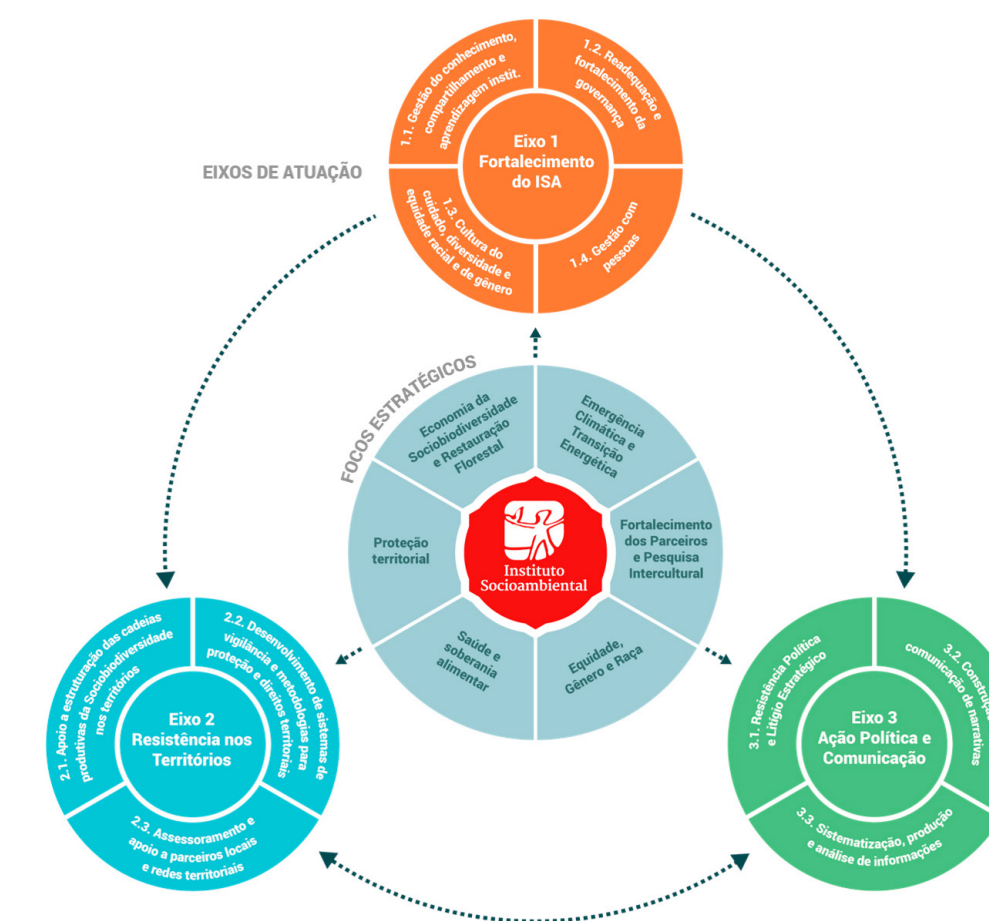 EIXOS DE ATUAÇÃO
1.1. Gestão do conhecimento,
compartilhamento e
aprendizagem instit.
1.2. Readequação e
fortalecimento da
governança
Eixo 1
Fortalecimento
do ISA
1.3. Cultura do
cuidado, diversidade e
equidade racial e de gênero
1.4. Gestão com
pessoas
FOCOS ESTRATÉGICOS
Economia da
Sociobiodiversidade
e Restauração
Florestal
Emergência
Climática e
Transição
Energética
Proteção
territorial
Instituto
Socioambiental
Fortalecimento
dos Parceiros
e Pesquisa
Intercultural
Saúde e
soberania
alimentar
Equidade,
Gênero e Raça
2.1. Apoio a estruturação das cadeias
produtivas da Sociobiodiversidade
nos territórios
2.2. Desenvolvimento de sistemas de
vigilância e metodologias para
proteção e direitos territoriais
Eixo 2
Resistência nos
Territórios
2.3. Assessoramento e
apoio a parceiros locais
e redes territoriais
3.1. Resistência Política
e Litígio Estratégico
3.2.
comunicação de narrativas
Eixo 3
Ação Política e
Comunicação
3.3. Sistematização, produção
e análise de informações